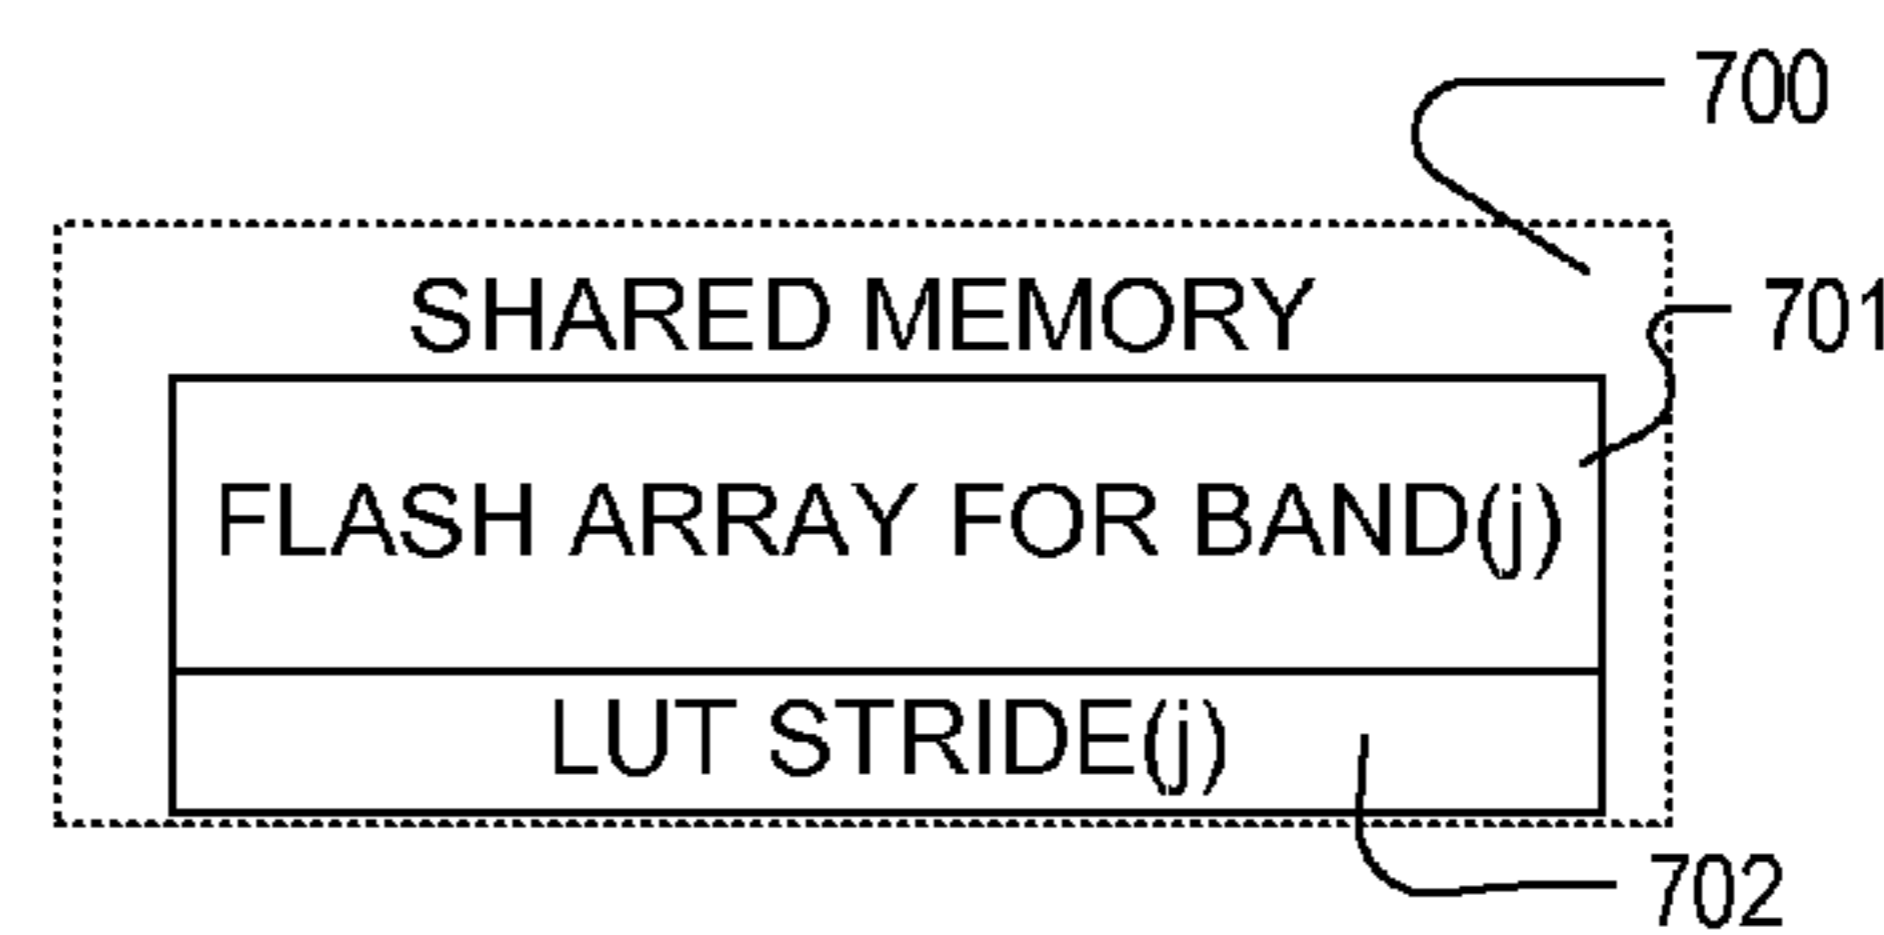 700
SHARED MEMORY
701
FLASH ARRAY FOR BAND(j)
LUT STRIDE(j)
702